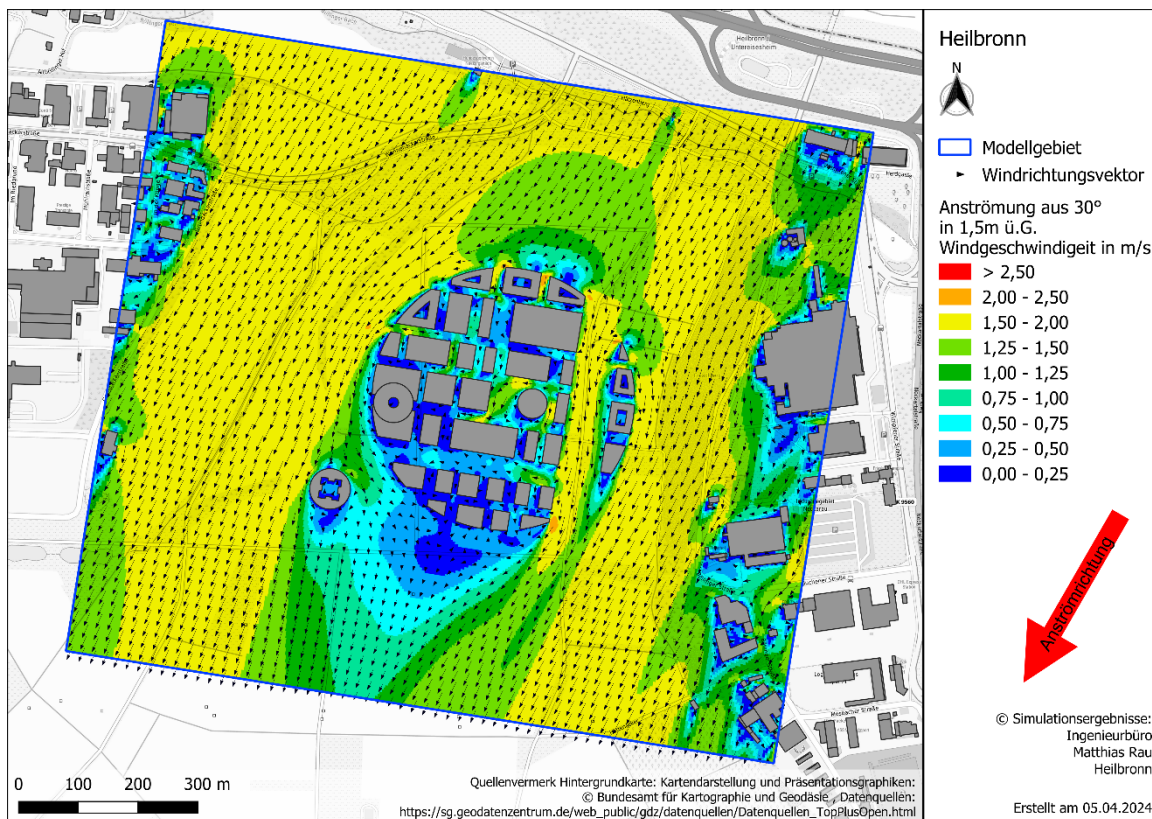 Heilbronn
N
Modellgebiet
Windrichtungsvektor
Anströmung aus 30°
in 1,5m ü.G.
Windgeschwindigeit in m/s
> 2,50
2,00 - 2,50
1,50 - 2,00
1,25 - 1,50
1,00 - 1,25
0,75 - 1,00
0,50 - 0,75
0,25 - 0,50
0,00 - 0,25
Anströmrichtung
© Simulationsergebnisse:
Ingenieurbüro
Matthias Rau
Heilbronn
Erstellt am 05.04.2024
Heilbronn
Untereisesheim
K 9560
0 100 200 300 m
Quellenvermerk Hintergrundkarte: Kartendarstellung und Präsentationsgraphiken:
© Bundesamt für Kartographie und Geodäsie , Datenquellen:
https://sg.geodatenzentrum.de/web_public/gdz/datenquellen/Datenquellen_TopPlusOpen.html